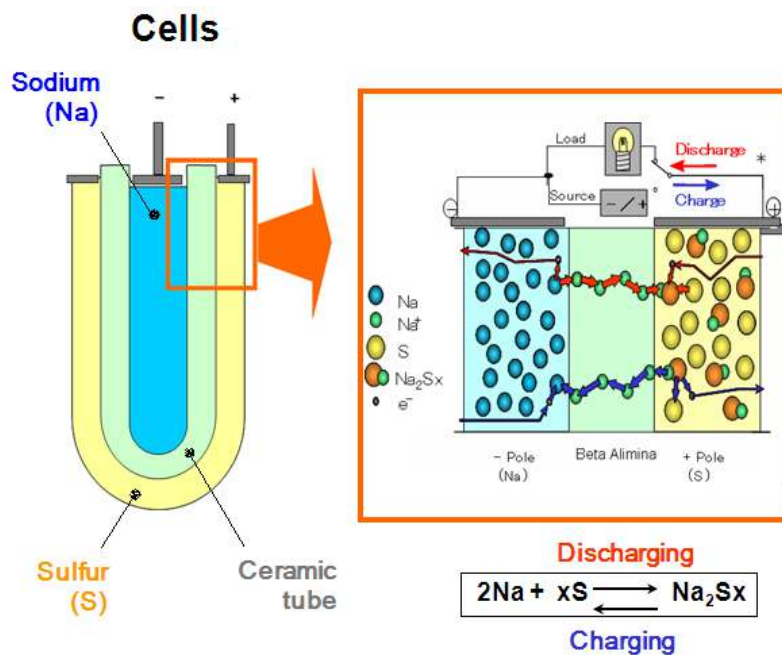 Cells
Sodium
(Na)
−
+
Sulfur
(S)
Ceramic
tube
Load
Discharge
*
Source
− / +
Charge
−
+
Na
Na⁺
S
Na₂Sx
e⁻
− Pole
(Na)
Beta Alimina
+ Pole
(S)
Discharging
2Na + xS Na₂Sx
Charging